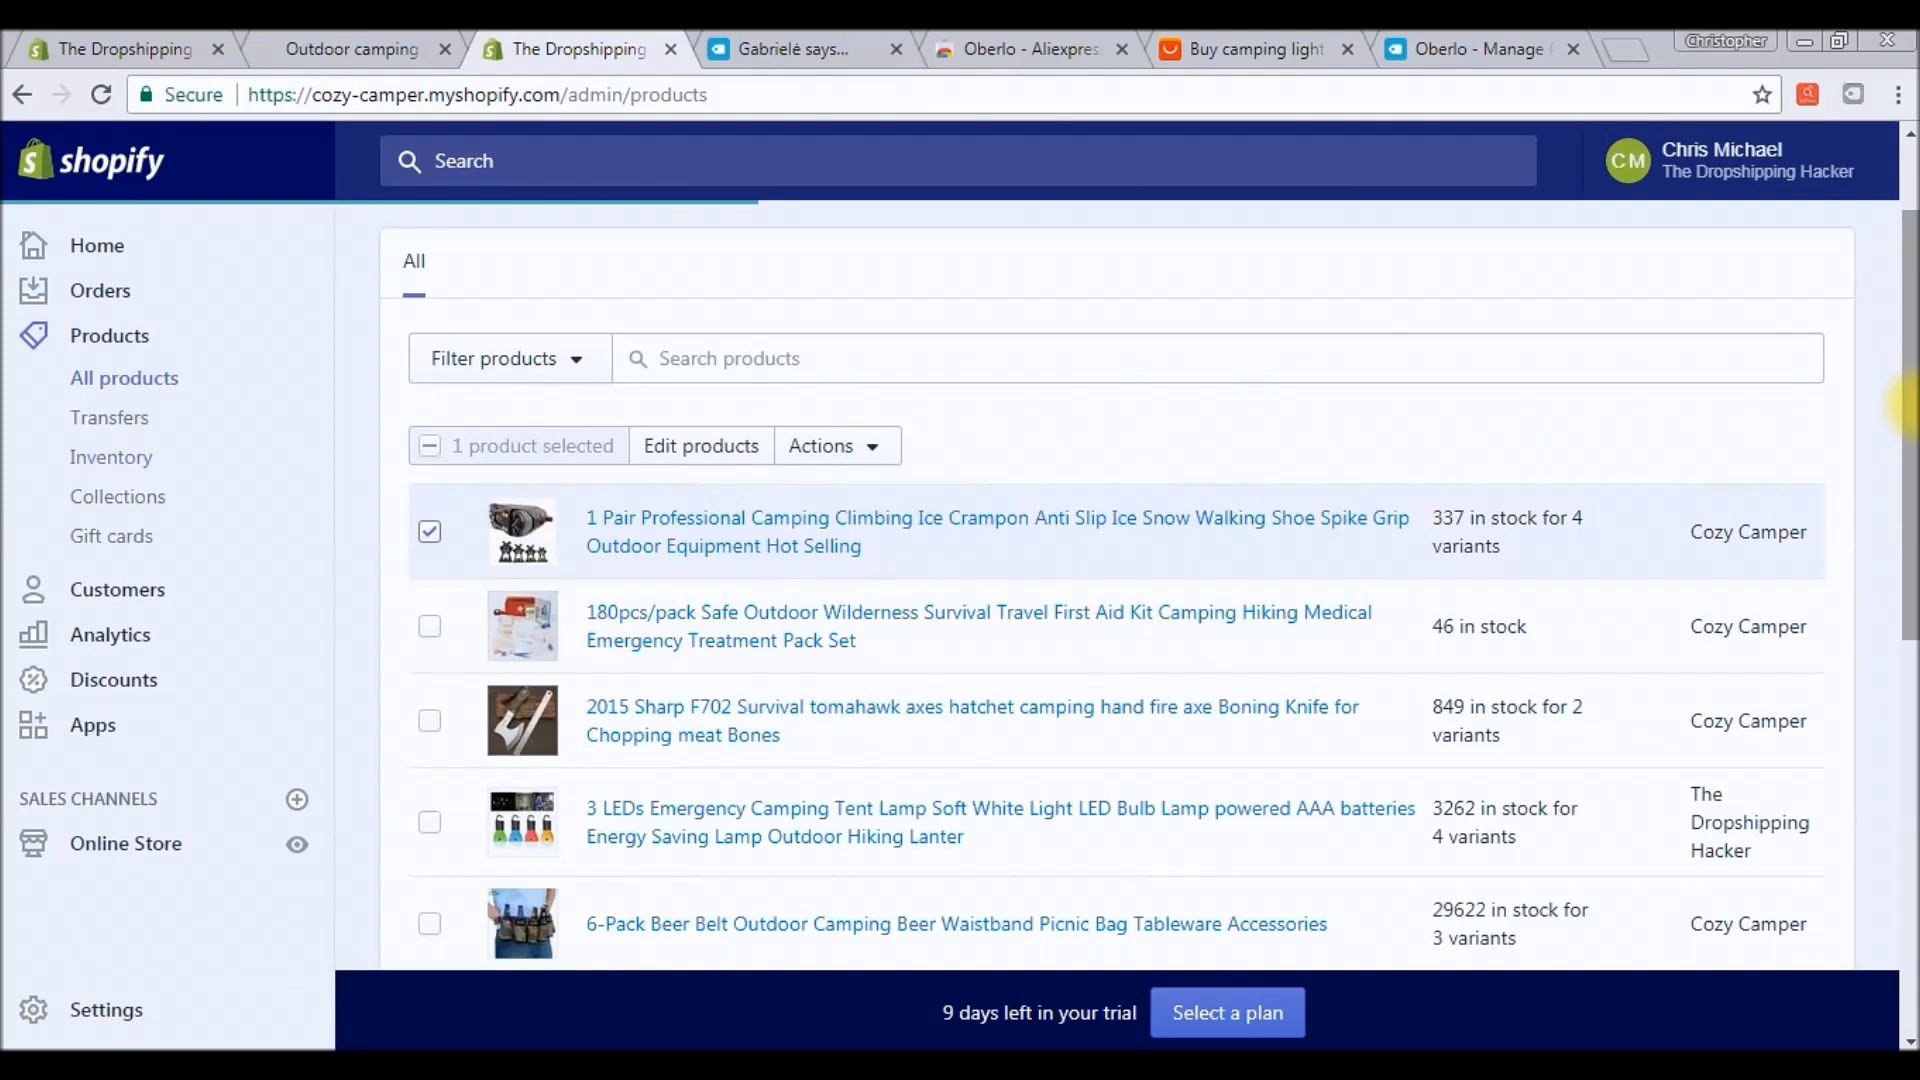 The Dropshipping
Outdoor camping
The Dropshipping
Gabrielė says...
Oberlo - Aliexpres
Buy camping light
Oberlo - Manage
Christopher
Secure
https://cozy-camper.myshopify.com/admin/products
shopify
Search
CM
Chris Michael
The Dropshipping Hacker
Home
Orders
Products
All products
Transfers
Inventory
Collections
Gift cards
Customers
Analytics
Discounts
Apps
SALES CHANNELS
Online Store
Settings
All
Filter products
Search products
1 product selected
Edit products
Actions
1 Pair Professional Camping Climbing Ice Crampon Anti Slip Ice Snow Walking Shoe Spike Grip
Outdoor Equipment Hot Selling
337 in stock for 4
variants
Cozy Camper
180pcs/pack Safe Outdoor Wilderness Survival Travel First Aid Kit Camping Hiking Medical
Emergency Treatment Pack Set
46 in stock
Cozy Camper
2015 Sharp F702 Survival tomahawk axes hatchet camping hand fire axe Boning Knife for
Chopping meat Bones
849 in stock for 2
variants
Cozy Camper
3 LEDs Emergency Camping Tent Lamp Soft White Light LED Bulb Lamp powered AAA batteries
Energy Saving Lamp Outdoor Hiking Lanter
3262 in stock for
4 variants
The
Dropshipping
Hacker
6-Pack Beer Belt Outdoor Camping Beer Waistband Picnic Bag Tableware Accessories
29622 in stock for
3 variants
Cozy Camper
9 days left in your trial
Select a plan